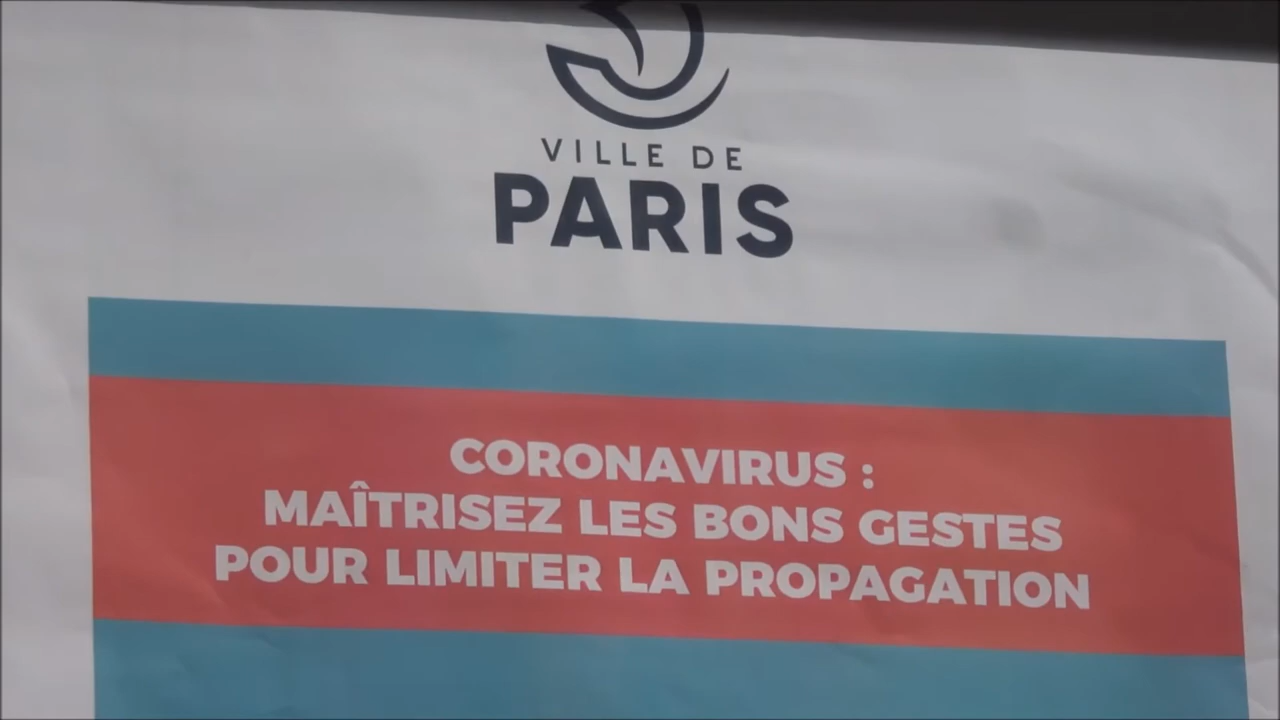 VILLE DE
PARIS
CORONAVIRUS :
MAÎTRISEZ LES BONS GESTES
POUR LIMITER LA PROPAGATION